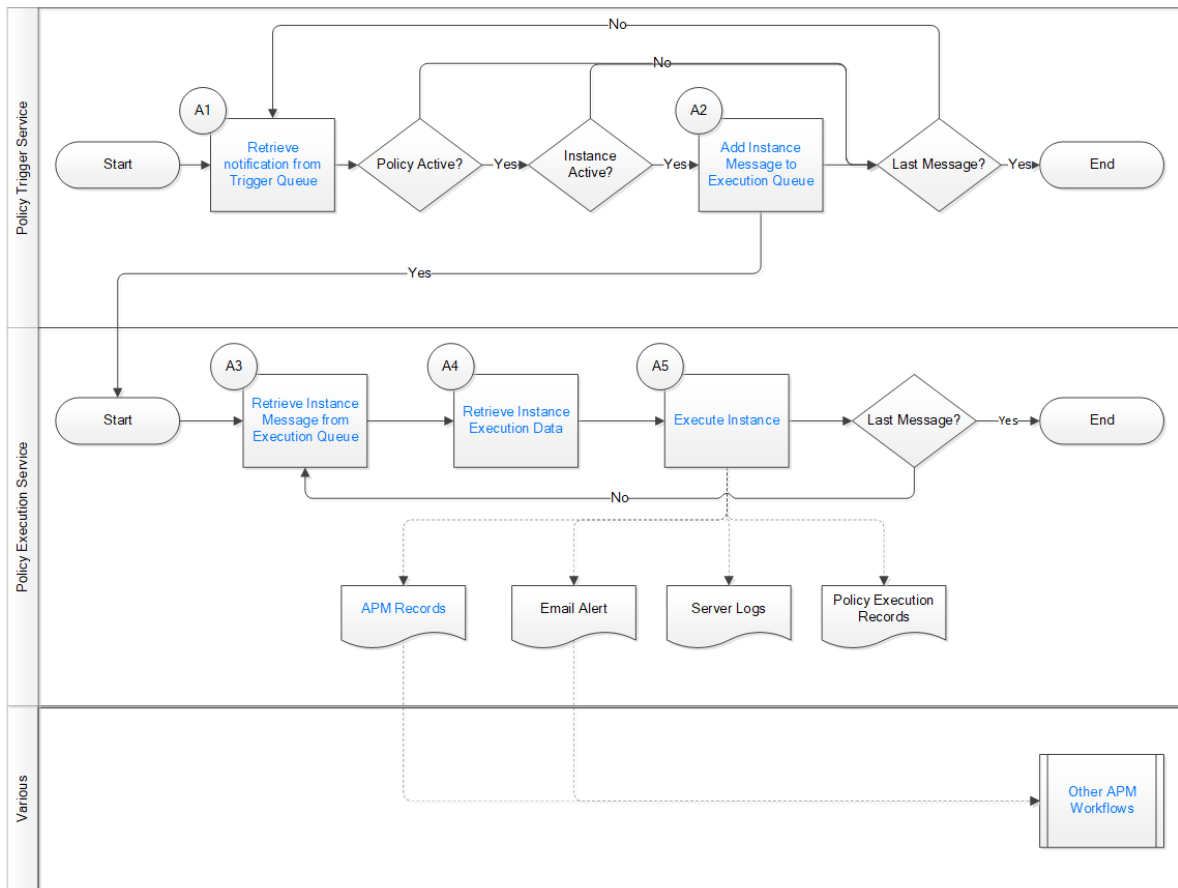 Policy Trigger Service
No
No
A1
A2
Start
Retrieve
notification from
Trigger Queue
Policy Active?
Yes
Instance
Active?
Yes
Add Instance
Message to
Execution Queue
Last Message?
Yes
End
Yes
Policy Execution Service
A3
A4
A5
Start
Retrieve Instance
Message from
Execution Queue
Retrieve Instance
Execution Data
Execute Instance
Last Message?
Yes
End
No
APM Records
Email Alert
Server Logs
Policy Execution
Records
Various
Other APM
Workflows